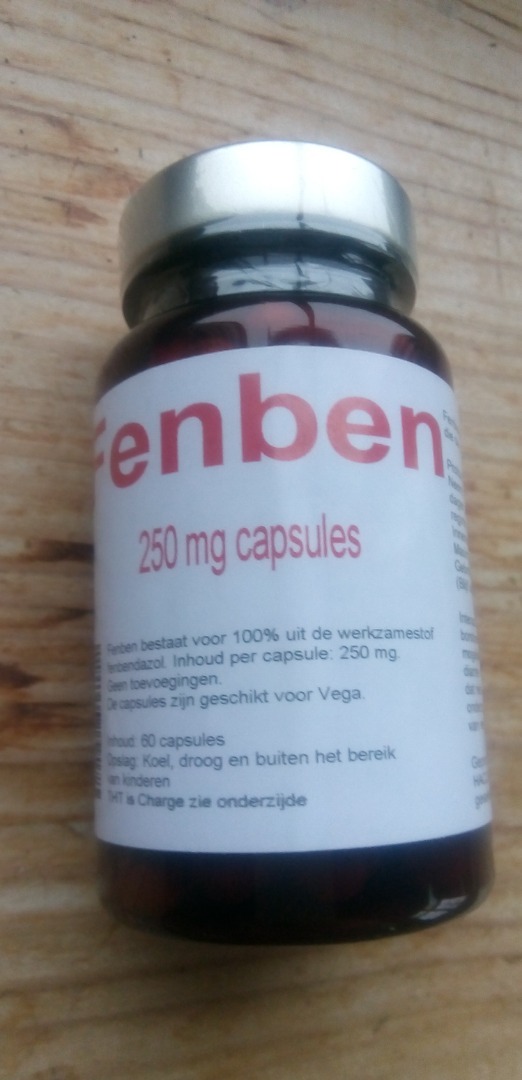 Fenben
250 mg capsules
Fenben bestaat voor 100% uit de werkzamestof
fenbendazol. Inhoud per capsule: 250 mg.
Geen toevoegingen.
De capsules zijn geschikt voor Vega.
Inhoud: 60 capsules
Opslag: Koel, droog en buiten het bereik
van kinderen
THT is Charge zie onderzijde